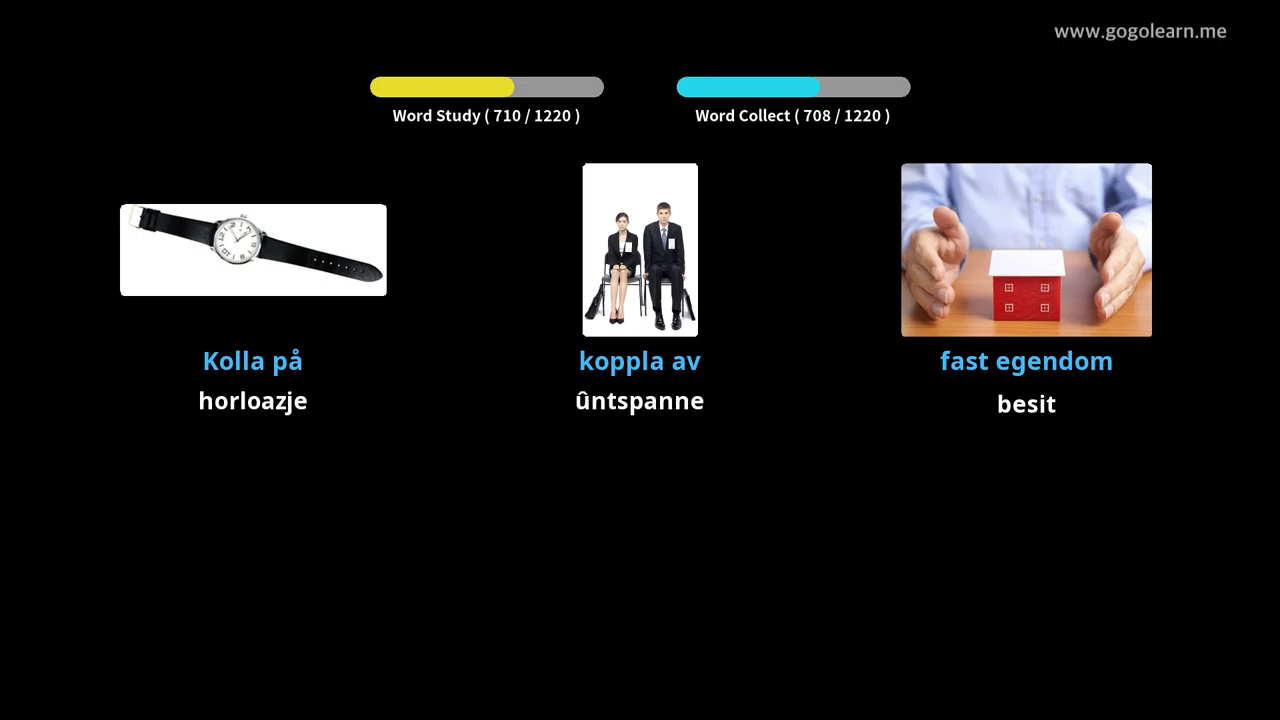 www.gogolearn.me
Word Study ( 710 / 1220 )
Word Collect ( 708 / 1220 )
Kolla på
horloazje
koppla av
ûntspanne
fast egendom
besit